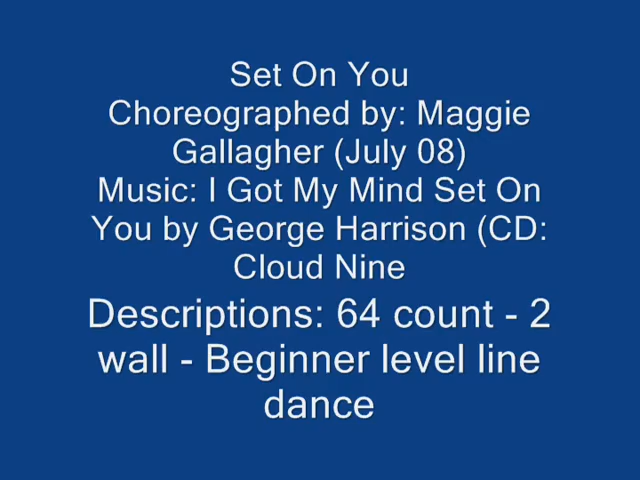 Set On You
Choreographed by: Maggie
Gallagher (July 08)
Music: I Got My Mind Set On
You by George Harrison (CD:
Cloud Nine
Descriptions: 64 count - 2
wall - Beginner level line
dance